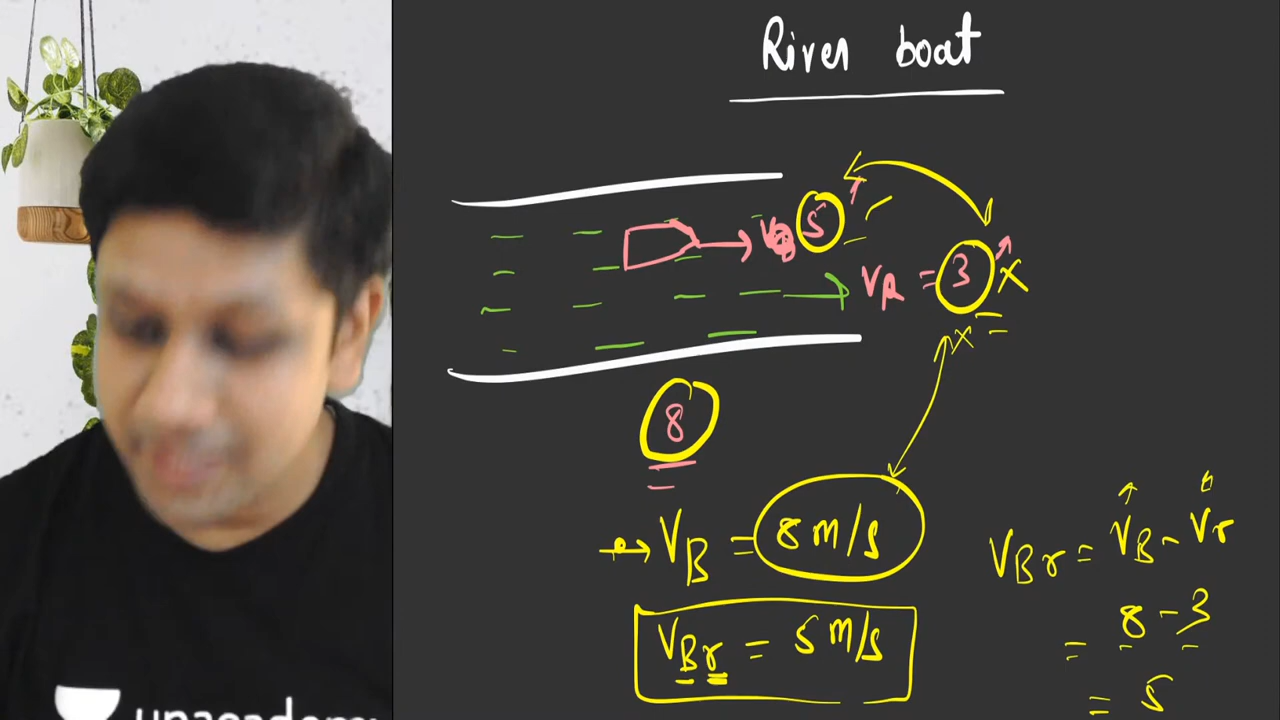 River boat
5
VR = 3 x
x
8
VB = 8 m/s
VBr = VB - Vr
VBr = 5 m/s
= 8 - 3
= 5
unacademy